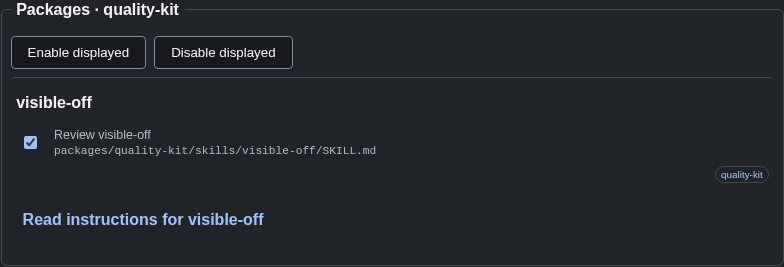 Packages · quality-kit
Enable displayed
Disable displayed
visible-off
Review visible-off
packages/quality-kit/skills/visible-off/SKILL.md
quality-kit
Read instructions for visible-off